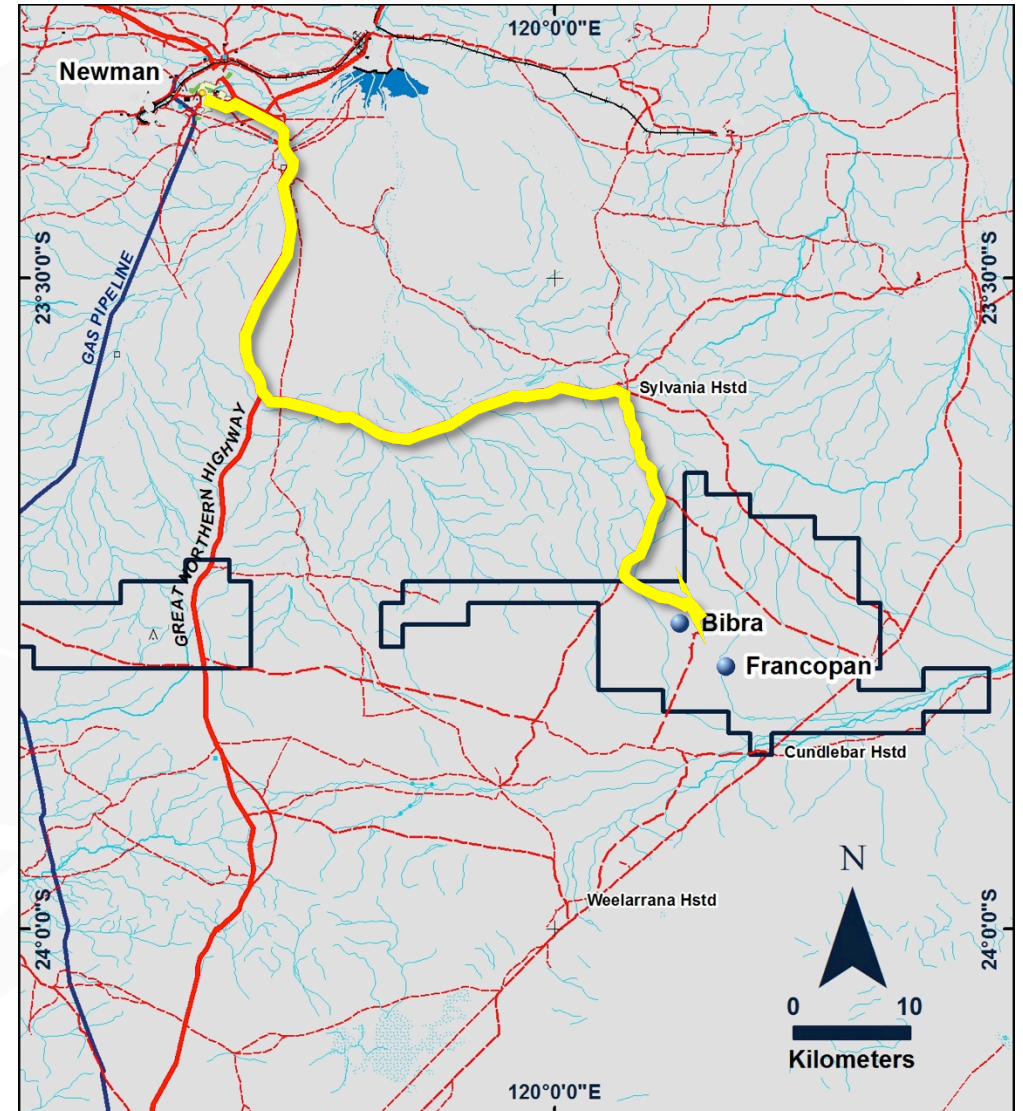 120°0'0"E
Newman
23°30'0"S
23°30'0"S
GAS PIPELINE
Sylvania Hstd
GREAT NORTHERN HIGHWAY
Bibra
Francopan
Cundlebar Hstd
N
Weelarrana Hstd
24°0'0"S
24°0'0"S
0 10
Kilometers
120°0'0"E